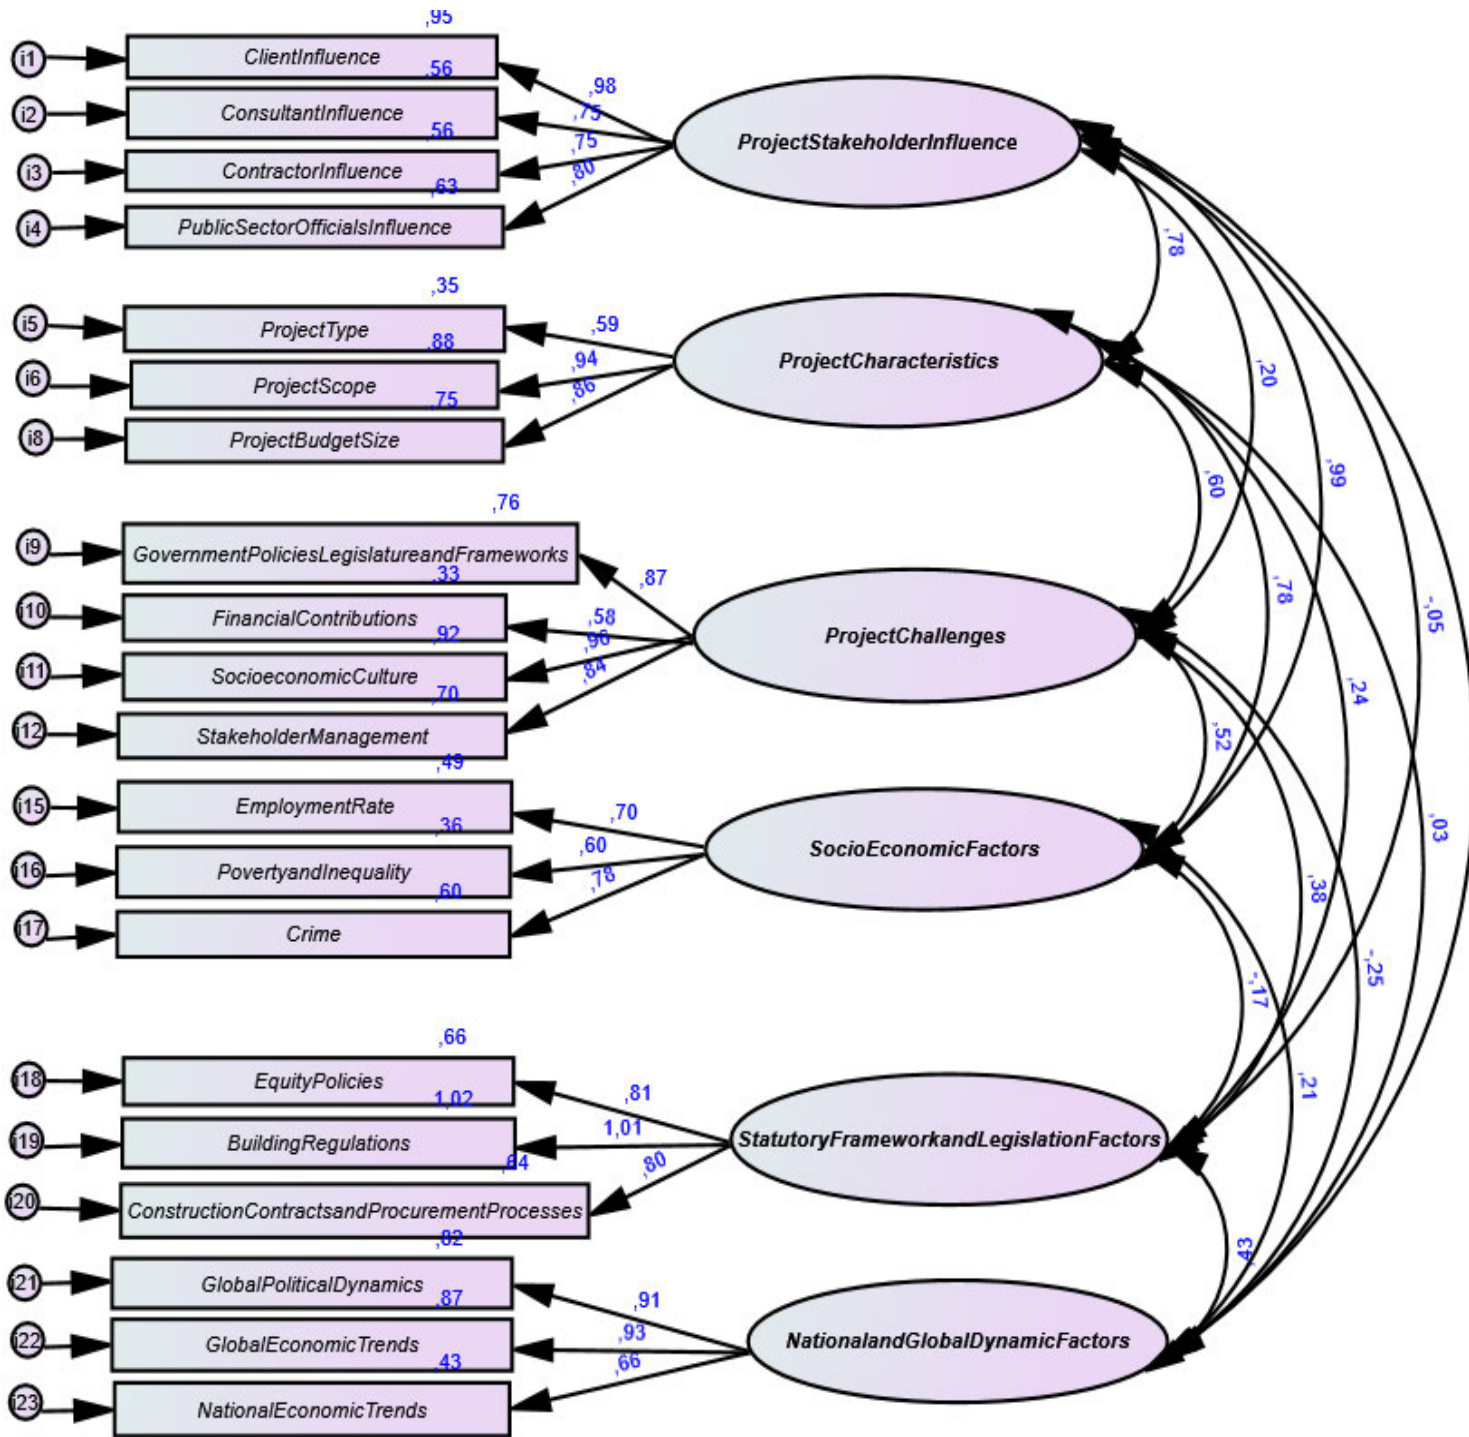 ,95
i1
ClientInfluence
,56
,98
i2
ConsultantInfluence
,75
,56
i3
ContractorInfluence
,75
,63
i4
PublicSectorOfficialsInfluence
,80
ProjectStakeholderInfluence
,78
,35
i5
ProjectType
,59
,88
i6
ProjectScope
,94
,75
i8
ProjectBudgetSize
,86
ProjectCharacteristics
,20
,60
,99
,76
i9
GovernmentPoliciesLegislatureandFrameworks
,87
,33
i10
FinancialContributions
,58
,92
i11
SocioeconomicCulture
,96
,70
i12
StakeholderManagement
,84
ProjectChallenges
,78
-,05
,24
,52
,49
i15
EmploymentRate
,70
,36
i16
PovertyandInequality
,60
,60
i17
Crime
,78
SocioEconomicFactors
,03
,38
-,25
-,17
,66
i18
EquityPolicies
,81
1,02
i19
BuildingRegulations
1,01
,64
i20
ConstructionContractsandProcurementProcesses
,80
StatutoryFrameworkandLegislationFactors
,21
,43
,82
i21
GlobalPoliticalDynamics
,91
,87
i22
GlobalEconomicTrends
,93
,43
i23
NationalEconomicTrends
,66
NationalandGlobalDynamicFactors